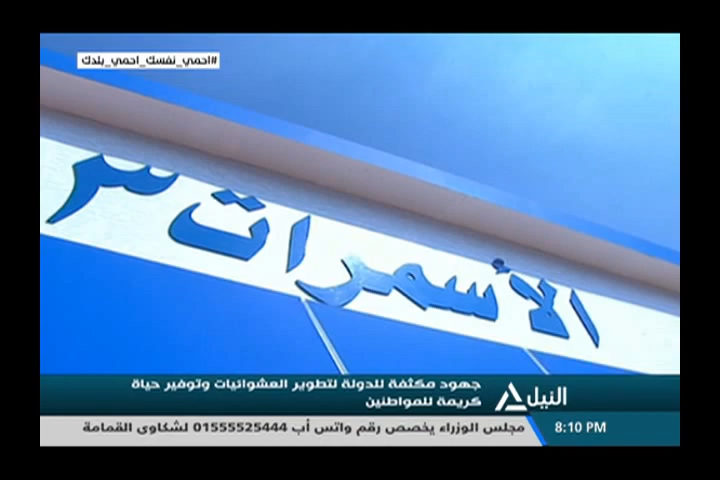 #احمي_نفسك_احمي_بلدك
الأسمرات ٣
جهود مكثفة للدولة لتطوير العشوائيات وتوفير حياة
كريمة للمواطنين
النيل
مجلس الوزراء يخصص رقم واتس أب 01555525444 لشكاوى القمامة
8:10 PM